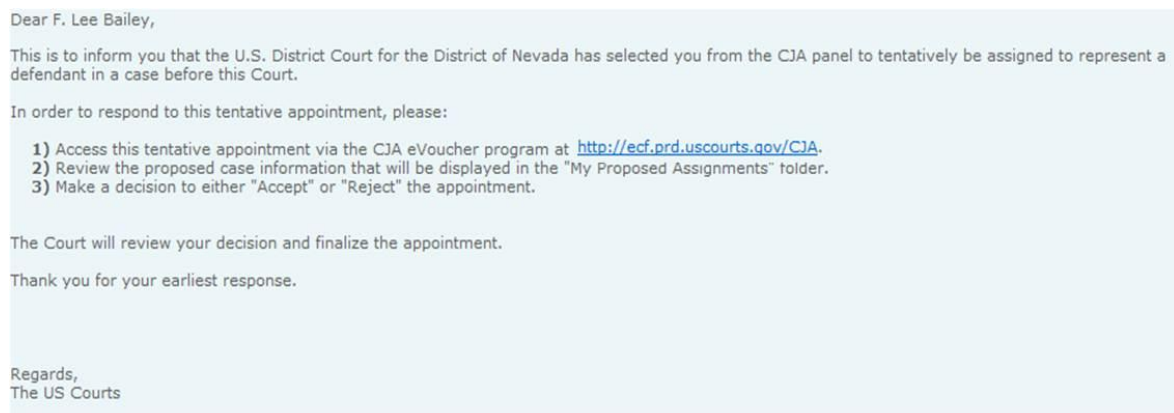 Dear F. Lee Bailey,
This is to inform you that the U.S. District Court for the District of Nevada has selected you from the CJA panel to tentatively be assigned to represent a
defendant in a case before this Court.
In order to respond to this tentative appointment, please:
1) Access this tentative appointment via the CJA eVoucher program at http://ecf.prd.uscourts.gov/CJA.
2) Review the proposed case information that will be displayed in the "My Proposed Assignments" folder.
3) Make a decision to either "Accept" or "Reject" the appointment.
The Court will review your decision and finalize the appointment.
Thank you for your earliest response.
Regards,
The US Courts